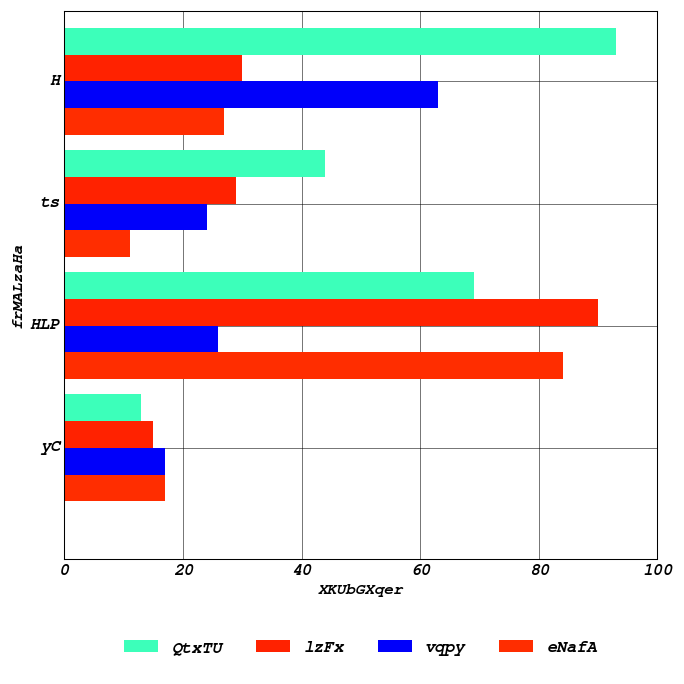 H
ts
HLP
yC
frMALzaHa
0 20 40 60 80 100
XKUbGXqer
QtxTU lzFx vqpy eNafA